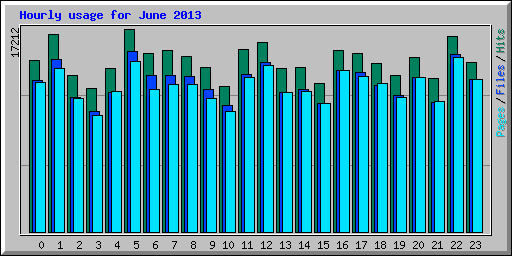 Hourly usage for June 2013
17212
Pages / Files / Hits
0 1 2 3 4 5 6 7 8 9 10 11 12 13 14 15 16 17 18 19 20 21 22 23